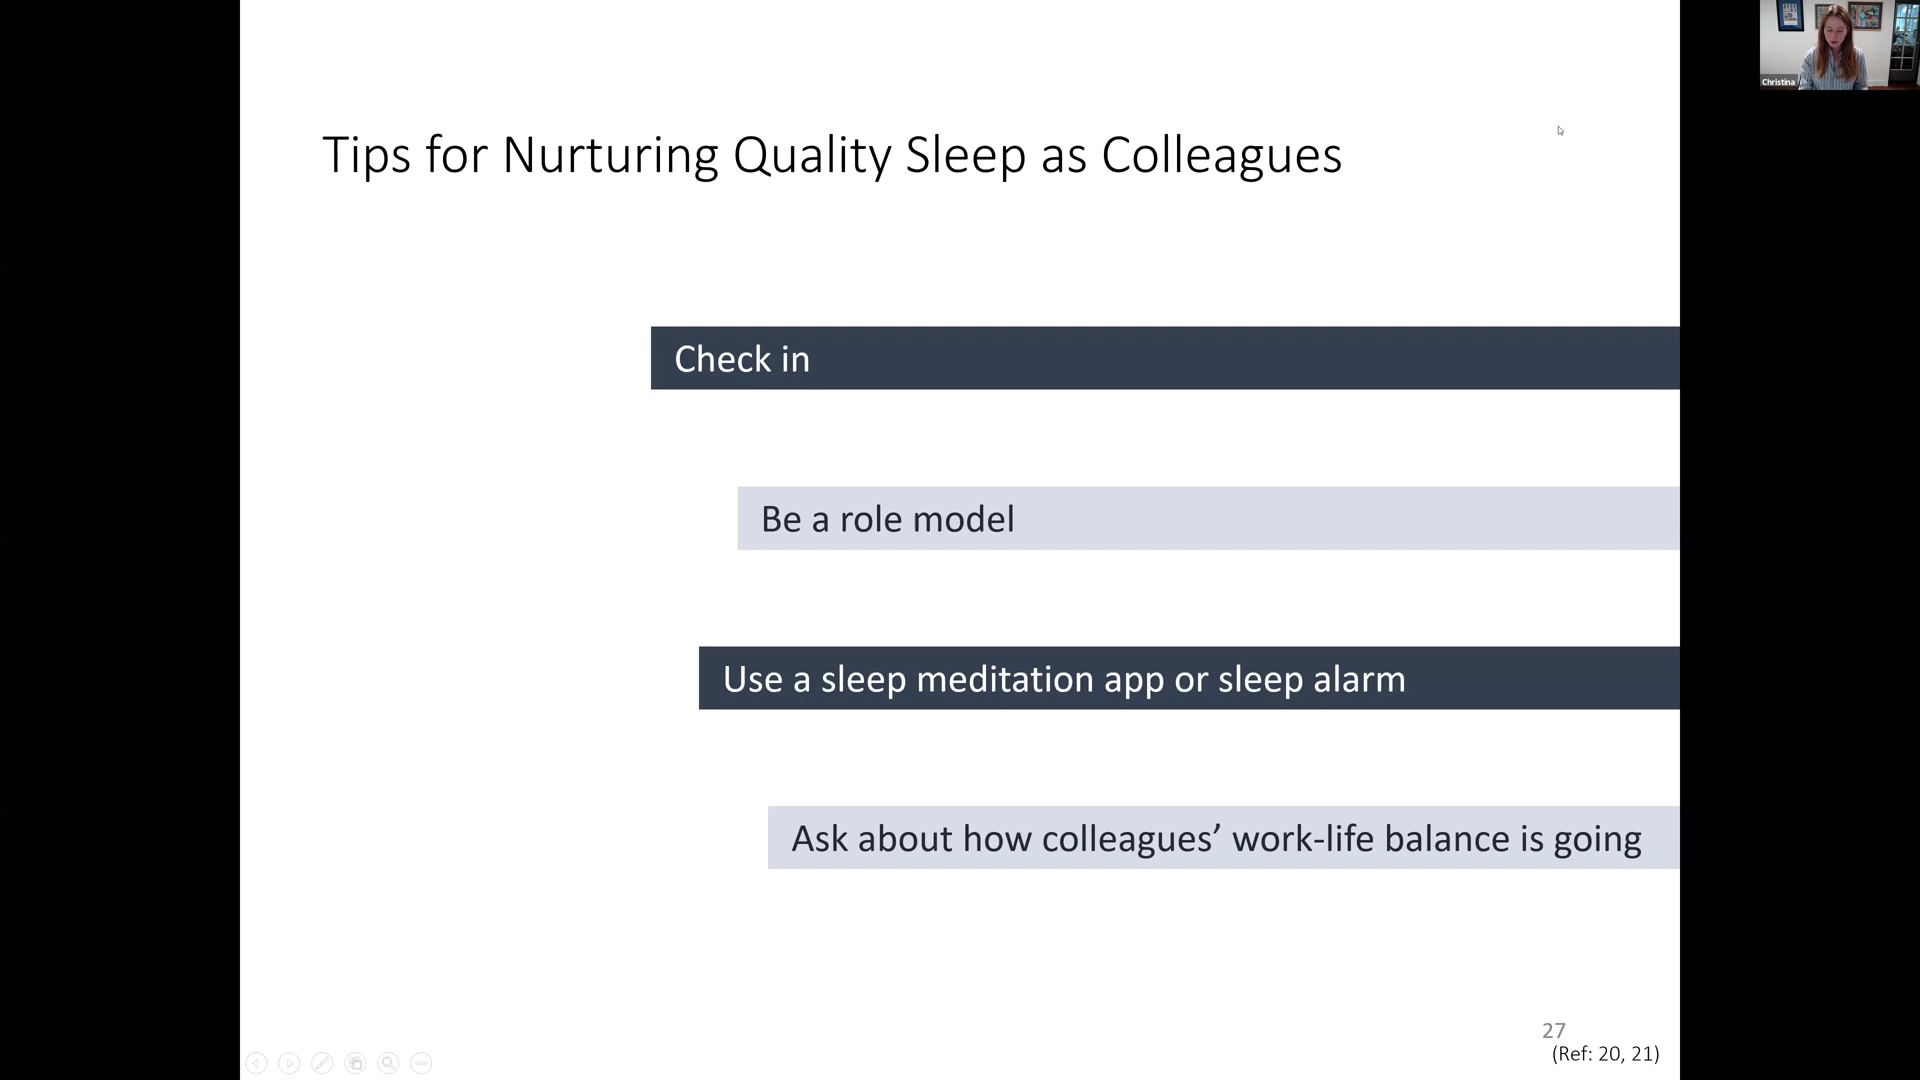 Christina
Tips for Nurturing Quality Sleep as Colleagues
Check in
Be a role model
Use a sleep meditation app or sleep alarm
Ask about how colleagues’ work-life balance is going
27
(Ref: 20, 21)